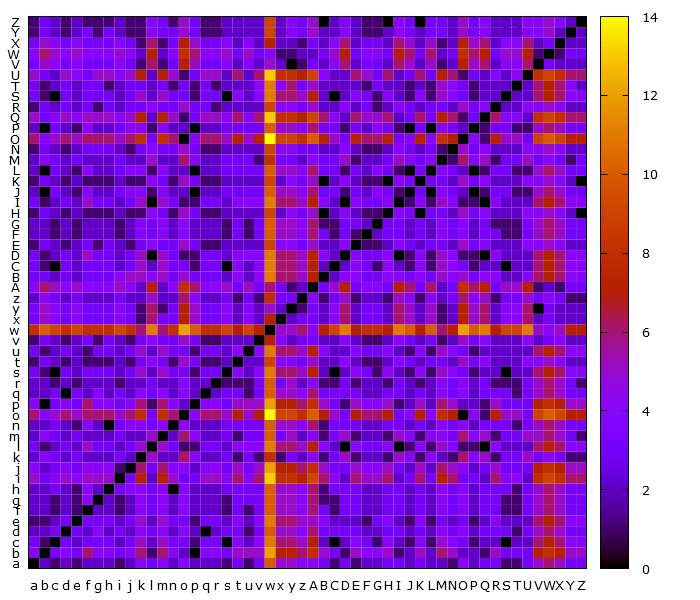 Z
Y
X
W
V
U
T
S
R
Q
P
O
N
M
L
K
J
I
H
G
F
E
D
C
B
A
z
y
x
w
v
u
t
s
r
q
p
o
n
m
l
k
j
i
h
g
f
e
d
c
b
a
a b c d e f g h i j k l m n o p q r s t u v w x y z A B C D E F G H I J K L M N O P Q R S T U V W X Y Z
14
12
10
8
6
4
2
0